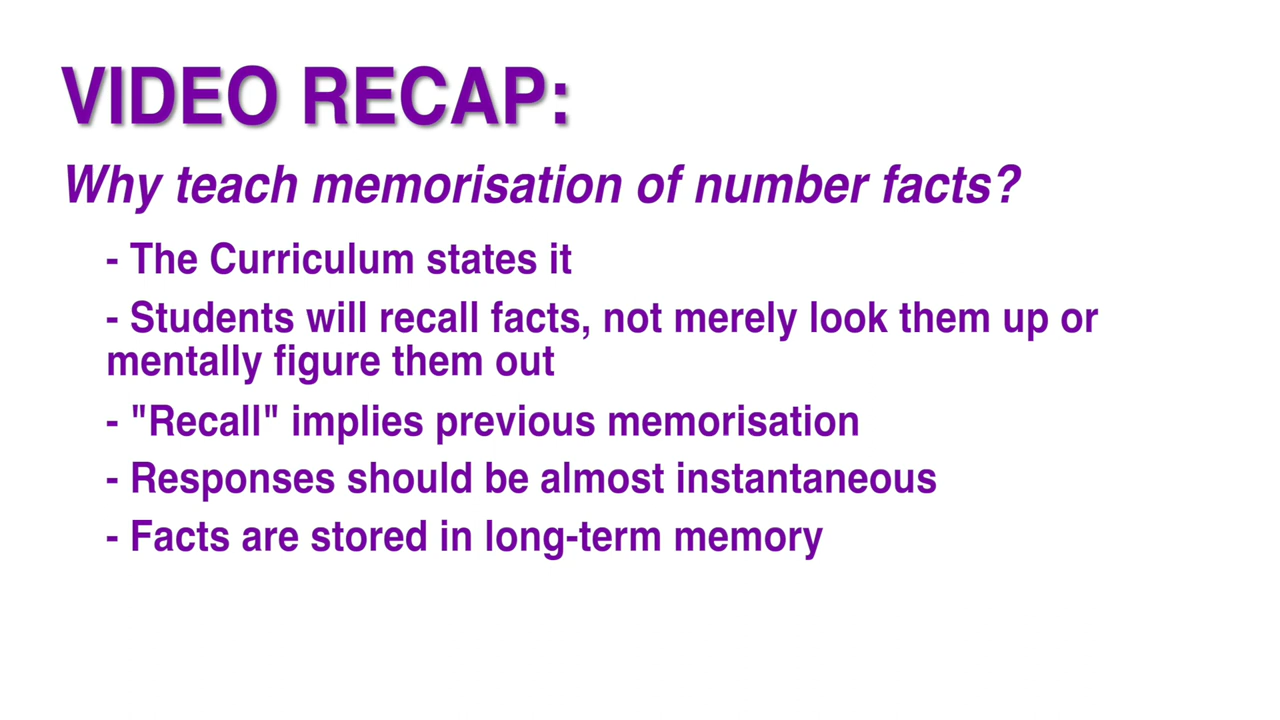 VIDEO RECAP:
Why teach memorisation of number facts?
- The Curriculum states it
- Students will recall facts, not merely look them up or
mentally figure them out
- "Recall" implies previous memorisation
- Responses should be almost instantaneous
- Facts are stored in long-term memory